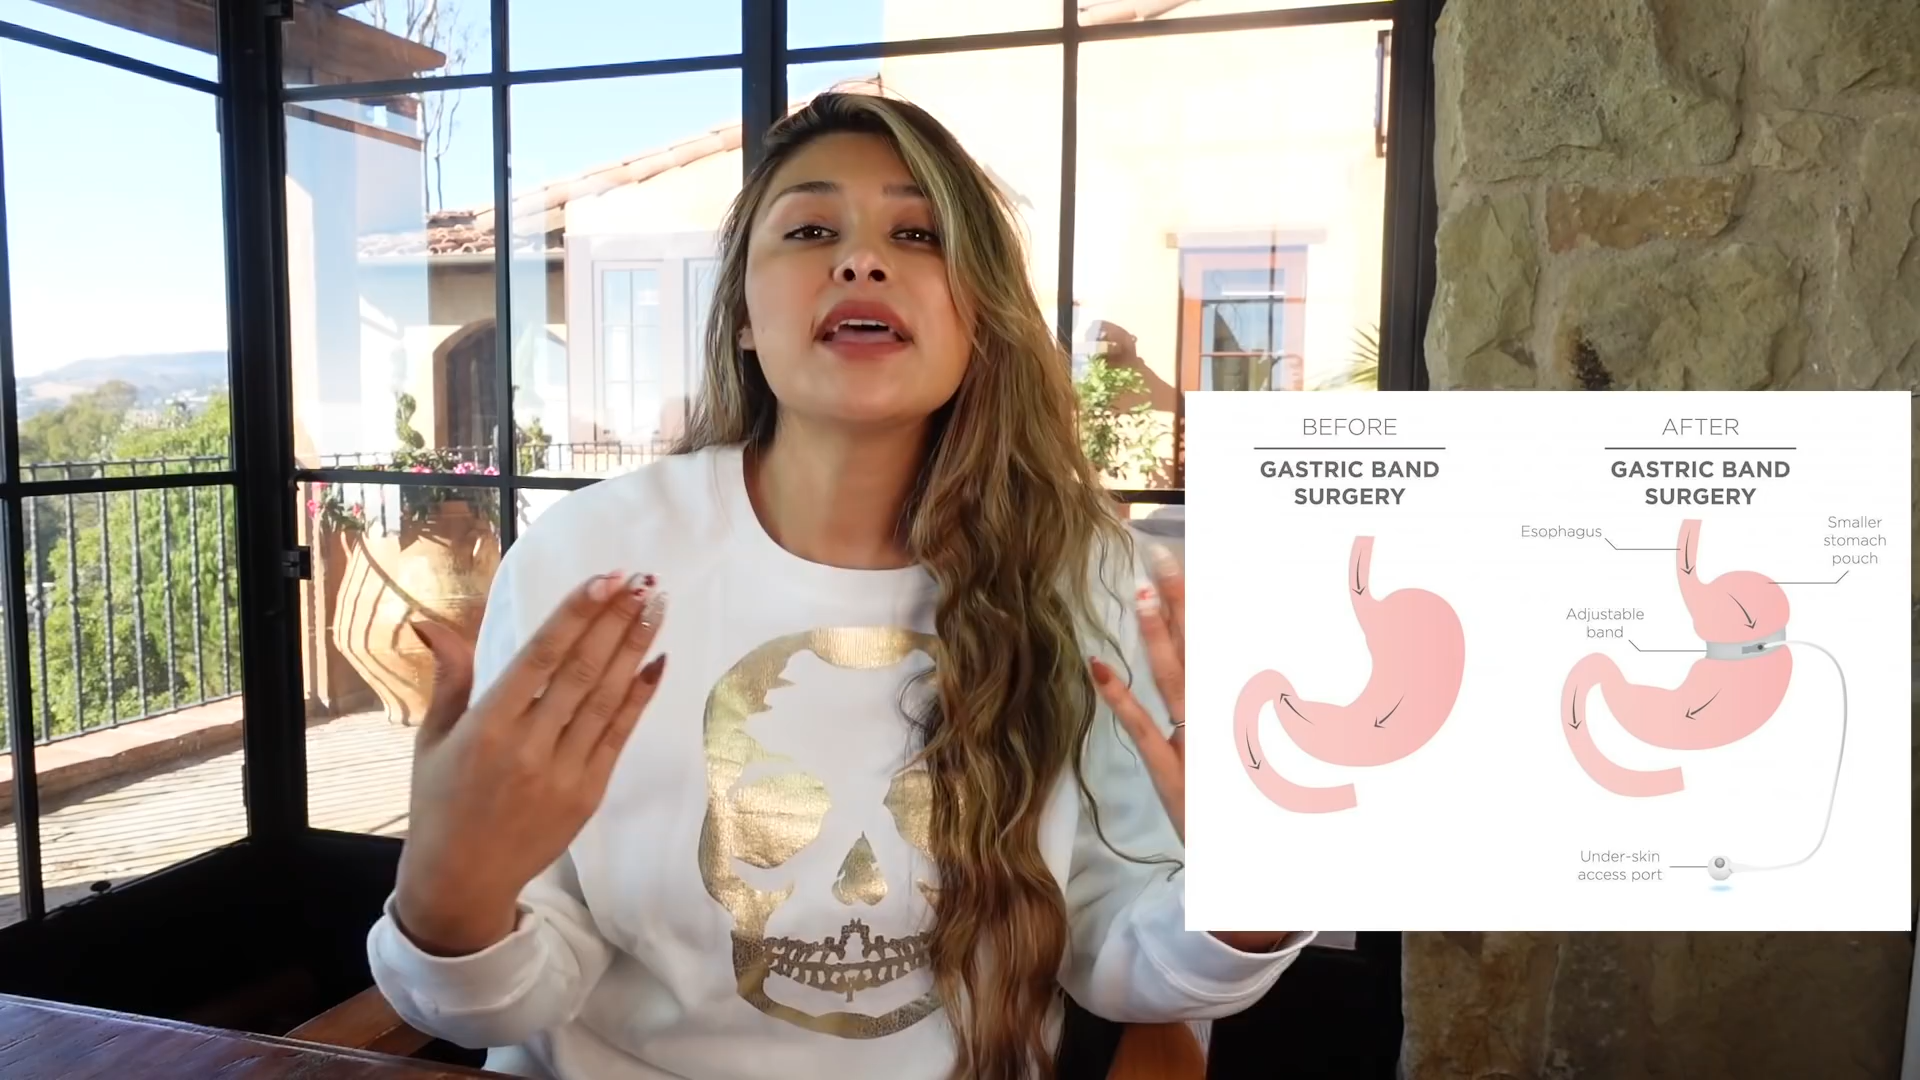 BEFORE
GASTRIC BAND
SURGERY
AFTER
GASTRIC BAND
SURGERY
Esophagus
Smaller
stomach
pouch
Adjustable
band
Under-skin
access port